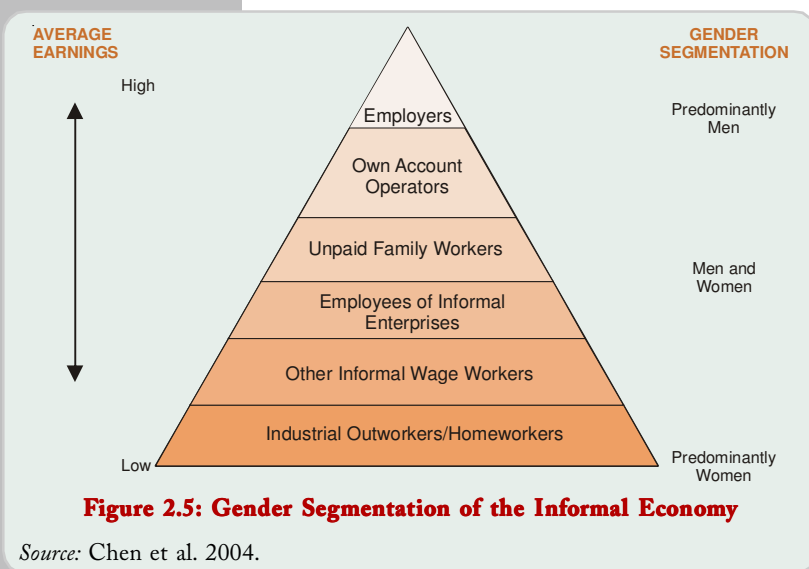 AVERAGE
EARNINGS
GENDER
SEGMENTATION
High
Predominantly
Men
Employers
Own Account
Operators
Unpaid Family Workers
Men and
Women
Employees of Informal
Enterprises
Other Informal Wage Workers
Industrial Outworkers/Homeworkers
Low
Predominantly
Women
Figure 2.5: Gender Segmentation of the Informal Economy
Source: Chen et al. 2004.